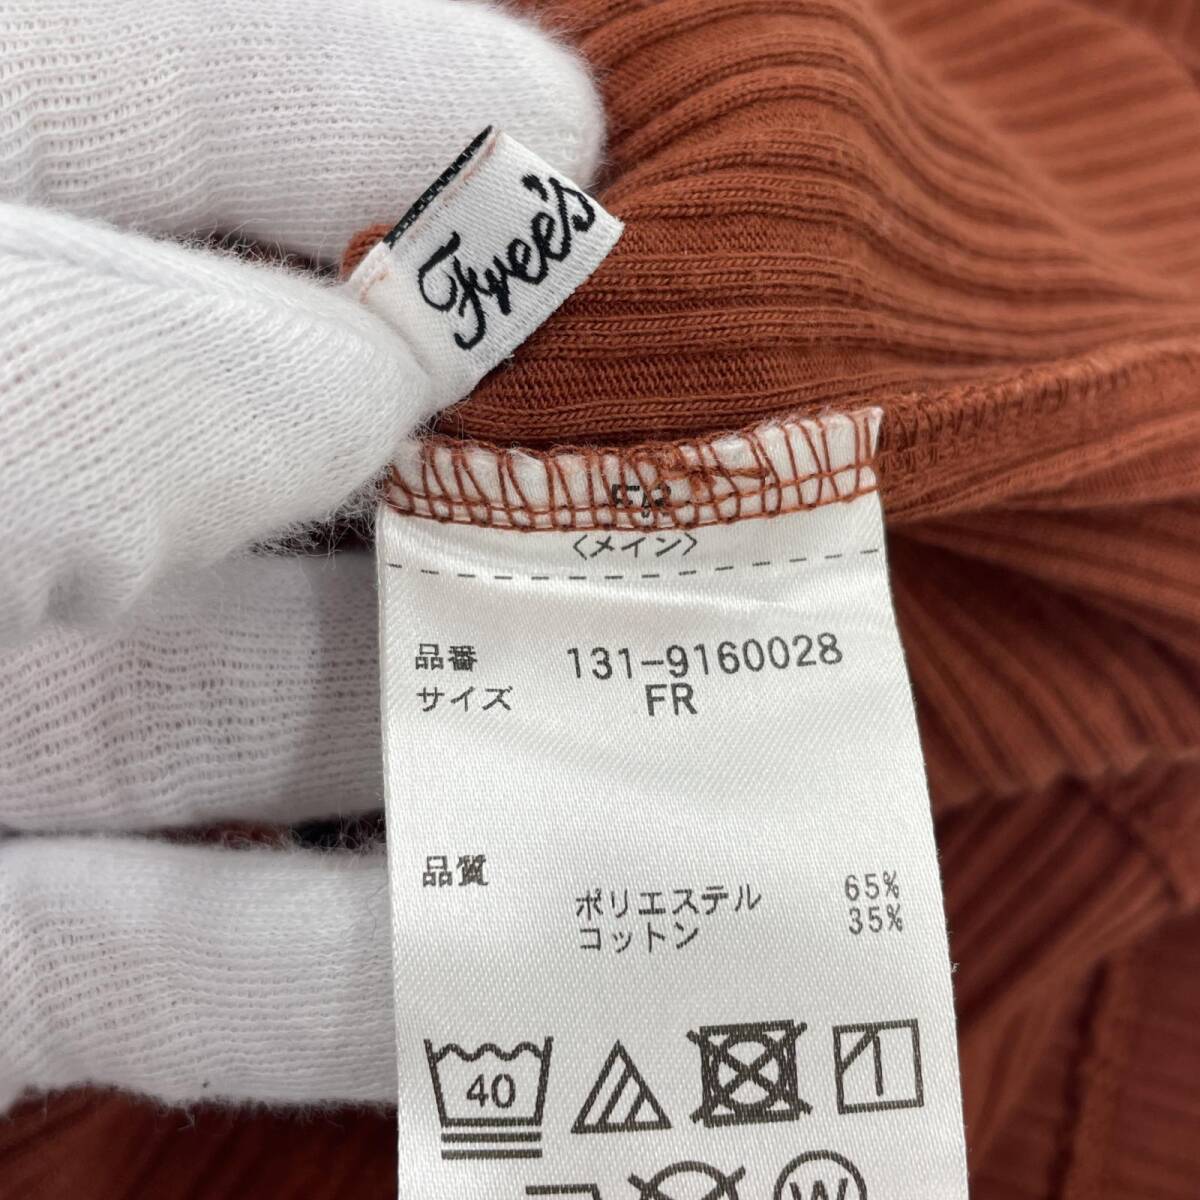 Free's
FR
〈メイン〉
品番 131-9160028
サイズ FR
品質
ポリエステル 65%
コットン 35%
40
W